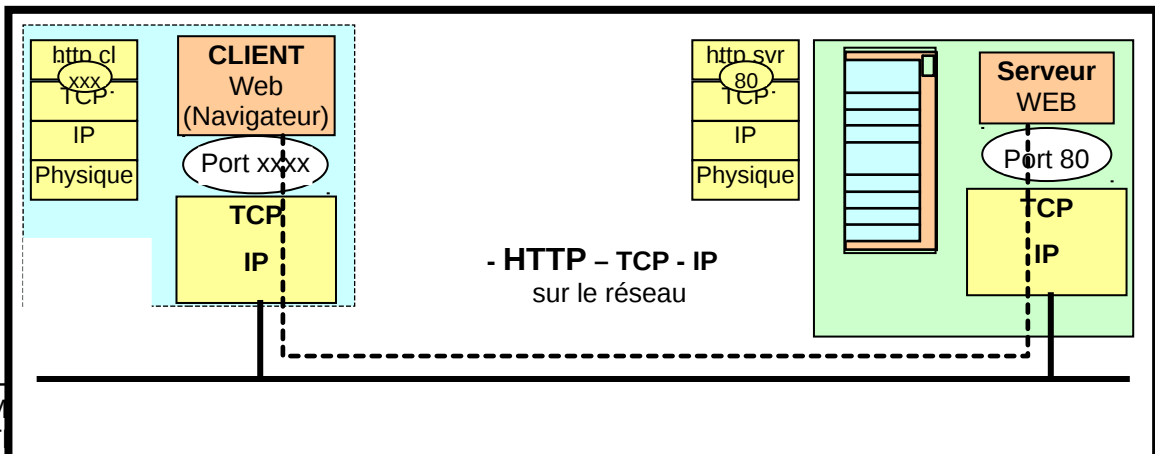 http cl
xxx
TCP
IP
Physique
CLIENT
Web
(Navigateur)
Port xxxx
TCP
IP
- HTTP – TCP - IP
sur le réseau
http svr
80
TCP
IP
Physique
Serveur
WEB
Port 80
TCP
IP